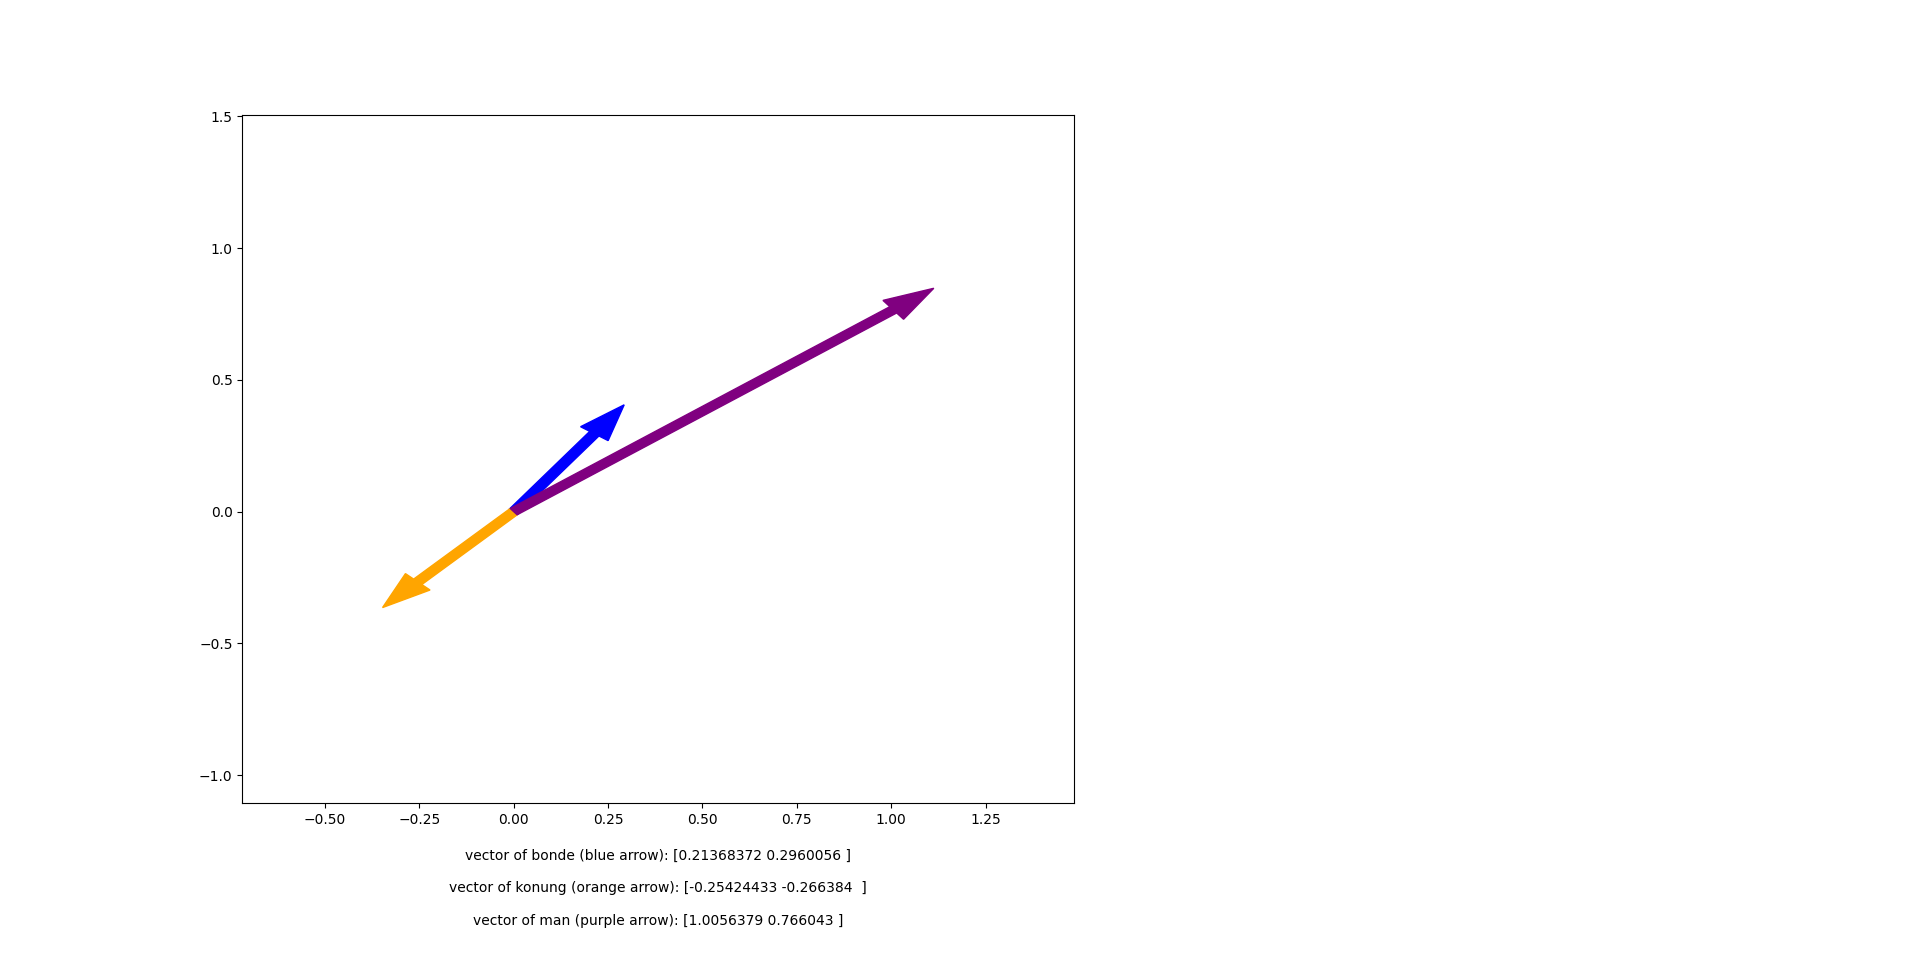 1.5
1.0
0.5
0.0
−0.5
−1.0
−0.50 −0.25 0.00 0.25 0.50 0.75 1.00 1.25
vector of bonde (blue arrow): [0.21368372 0.2960056 ]
vector of konung (orange arrow): [-0.25424433 -0.266384  ]
vector of man (purple arrow): [1.0056379 0.766043 ]